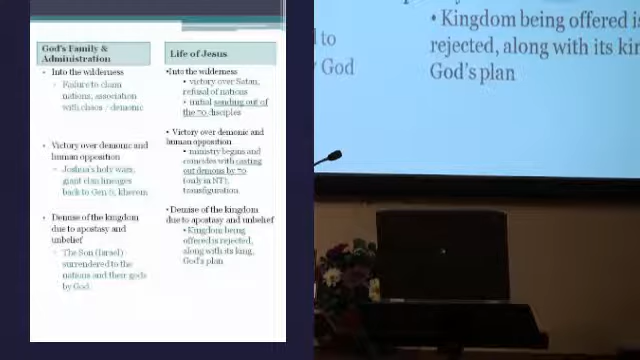 God's Family &
Administration
Into the wilderness
Failure to claim
nations, association
with chaos / demonic
Victory over demonic and
human opposition
Joshua's holy wars,
giant clan lineages
back to Gen 6, kherem
Demise of the kingdom
due to apostasy and
unbelief
The Son (Israel)
surrendered to the
nations and their gods
by God.
Life of Jesus
•Into the wilderness
• victory over Satan,
refusal of nations
• initial sending out of
the 70 disciples
• Victory over demonic and
human opposition
• ministry begins and
coincides with casting
out demons by 70
(only in NT);
transfiguration.
• Demise of the kingdom
due to apostasy and unbelief
• Kingdom being
offered is rejected,
along with its king,
God's plan
to
God
• Kingdom being offered is
rejected, along with its
God's plan